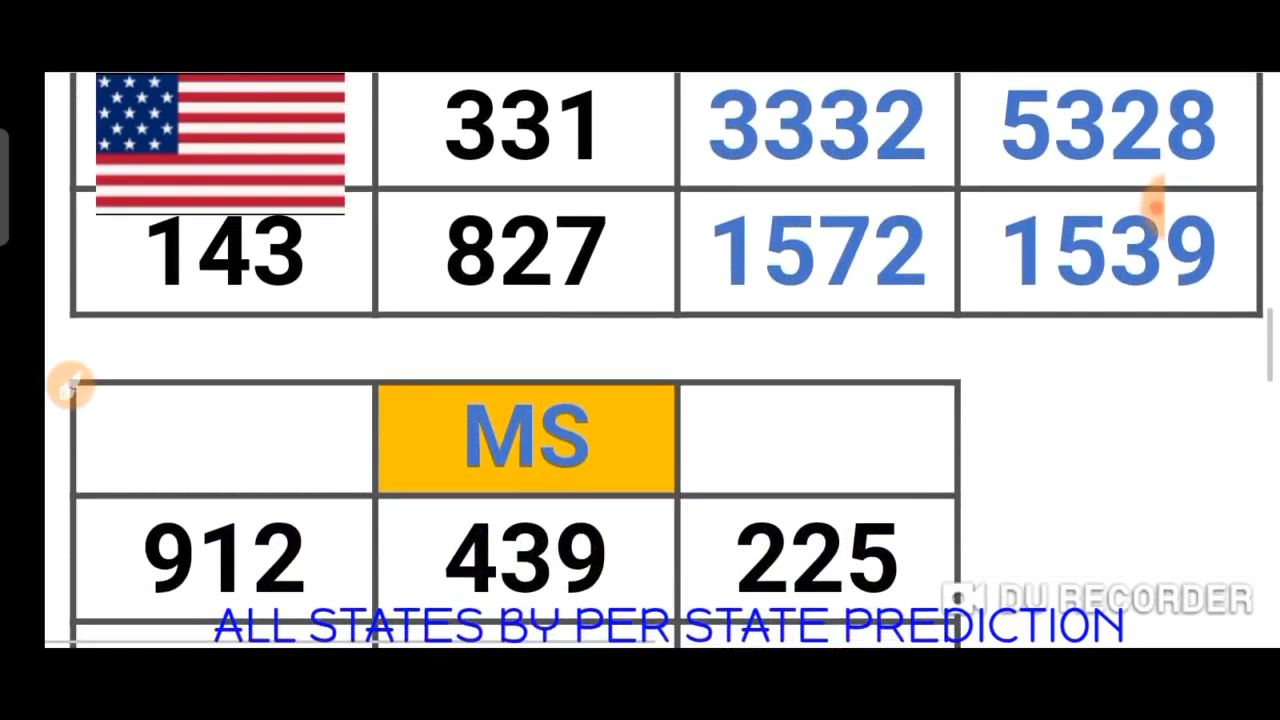 331 3332 5328
143 827 1572 1539
MS
912 439 225
DU RECORDER
ALL STATES BY PER STATE PREDICTION